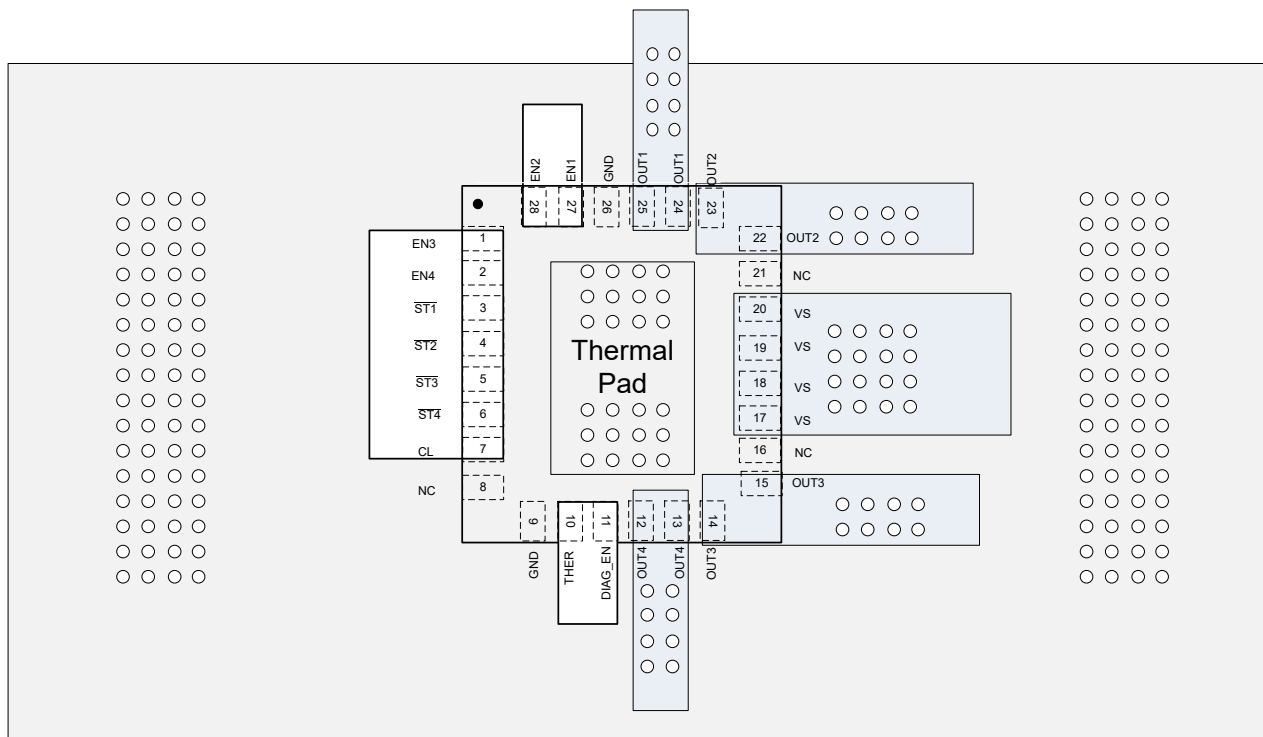 EN2
EN1
GND
OUT1
OUT1
OUT2
28
27
26
25
24
23
EN3 1
EN4 2
ST1 3
ST2 4
ST3 5
ST4 6
CL 7
NC 8
Thermal
Pad
22 OUT2
21 NC
20 VS
19 VS
18 VS
17 VS
16 NC
15 OUT3
9
10
11
12
13
14
GND
THER
DIAG_EN
OUT4
OUT4
OUT3